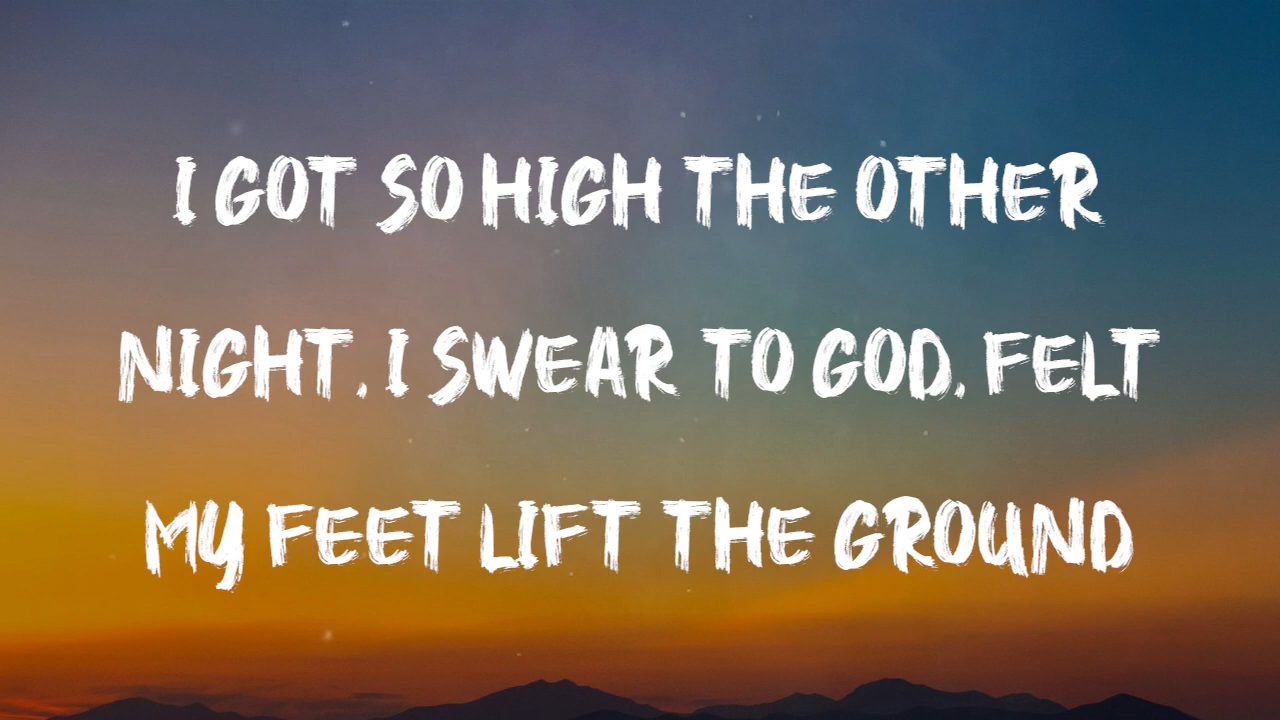 I GOT SO HIGH THE OTHER
NIGHT, I SWEAR TO GOD, FELT
MY FEET LIFT THE GROUND